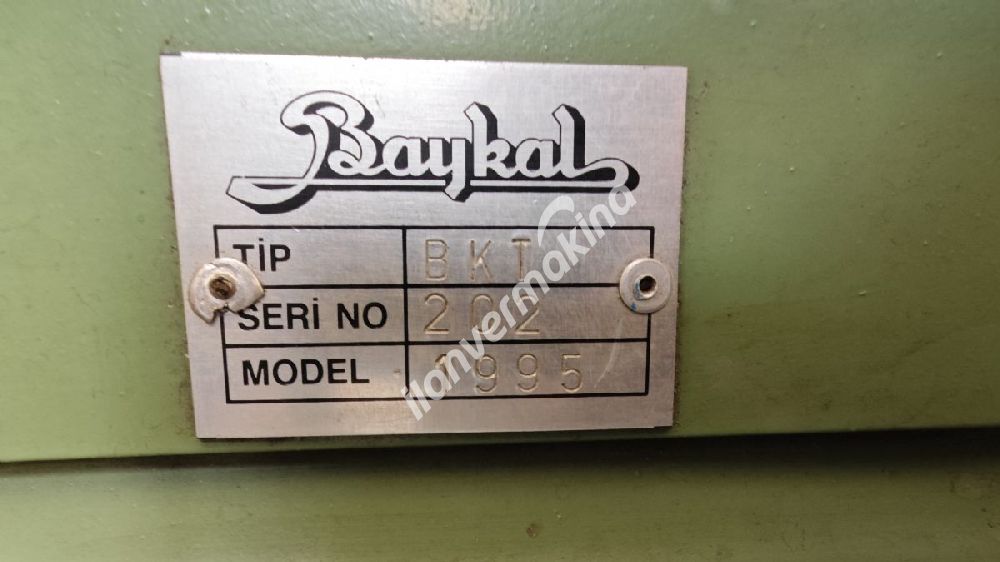 Baykal
TİP BKT
SERİ NO 202
MODEL 1995
ilanvermakina